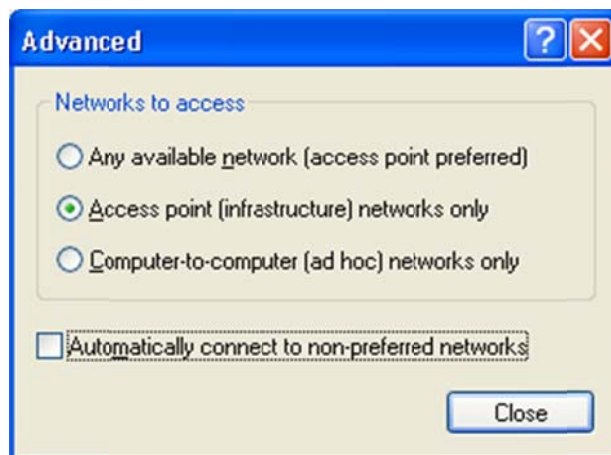 Advanced
Networks to access
Any available network (access point preferred)
Access point (infrastructure) networks only
Computer-to-computer (ad hoc) networks only
Automatically connect to non-preferred networks
Close